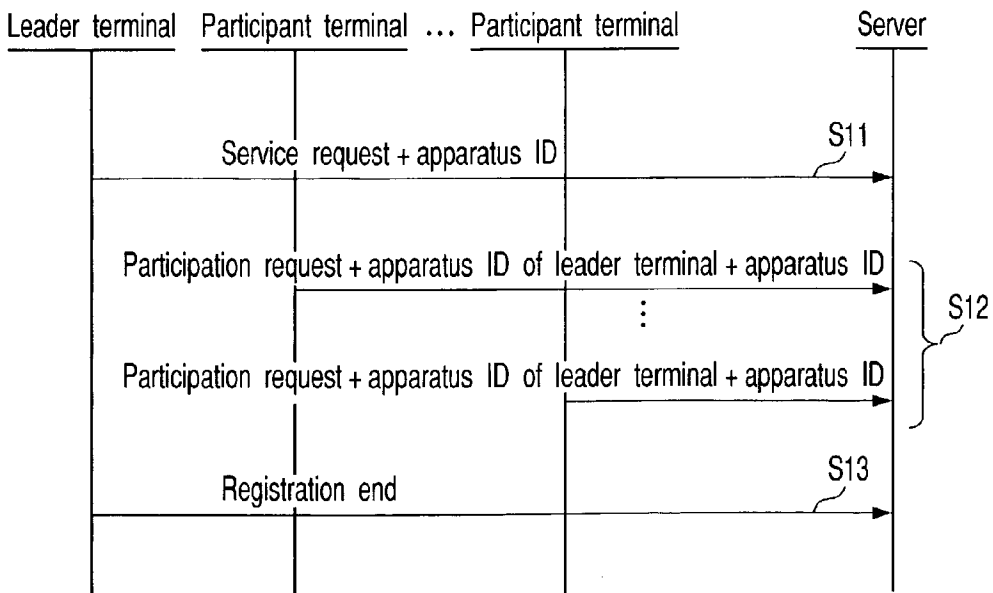 Leader terminal Participant terminal ... Participant terminal Server
S11
Service request + apparatus ID
Participation request + apparatus ID of leader terminal + apparatus ID
S12
Participation request + apparatus ID of leader terminal + apparatus ID
S13
Registration end